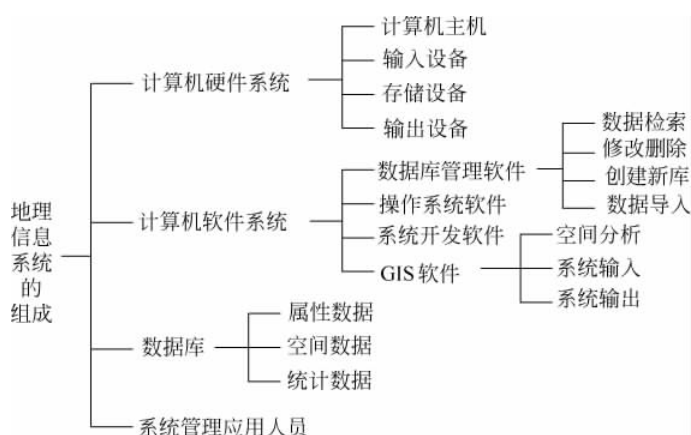 地理
信息
系统
的
组成
计算机硬件系统
计算机主机
输入设备
存储设备
输出设备
计算机软件系统
数据库管理软件
数据检索
修改删除
创建新库
数据导入
操作系统软件
系统开发软件
GIS软件
空间分析
系统输入
系统输出
数据库
属性数据
空间数据
统计数据
系统管理应用人员